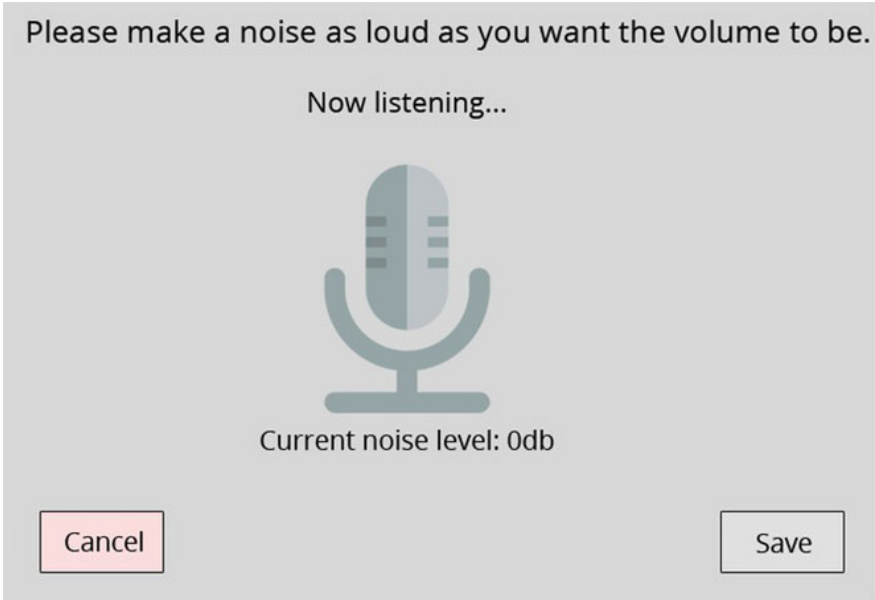 Please make a noise as loud as you want the volume to be.
Now listening...
Current noise level: 0db
Cancel
Save